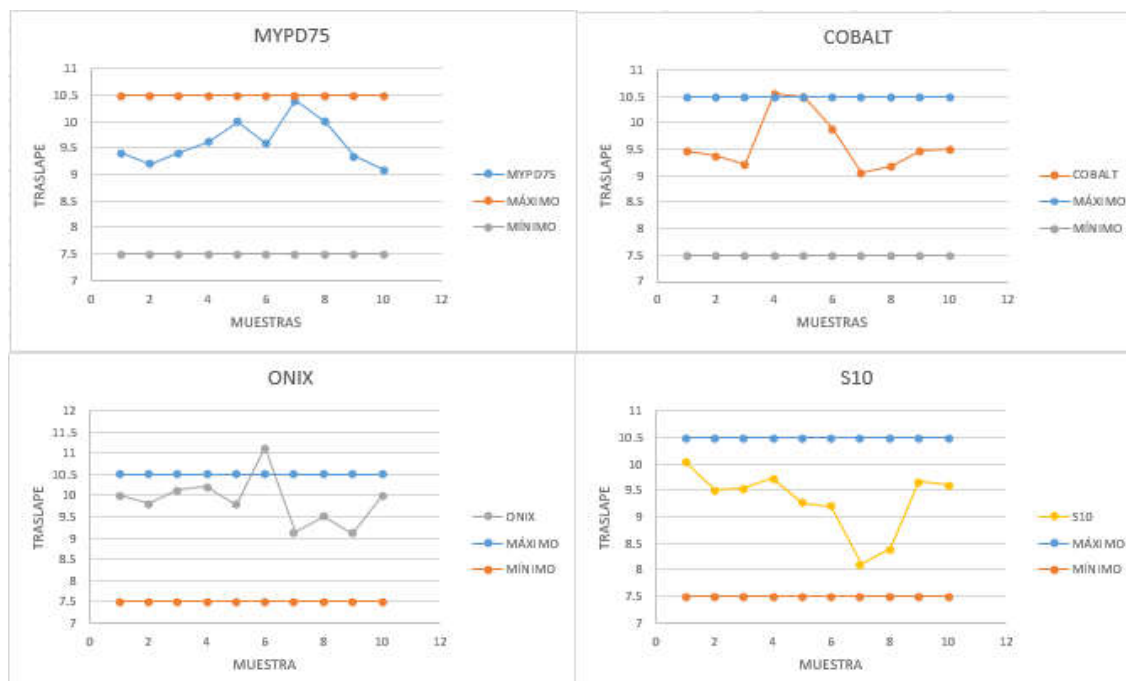 MYPD75
11
10.5
10
9.5
9
8.5
8
7.5
7
TRASLAPE
0 2 4 6 8 10 12
MUESTRAS
MYPD75
MÁXIMO
MÍNIMO
COBALT
11
10.5
10
9.5
9
8.5
8
7.5
7
TRASLAPE
0 2 4 6 8 10 12
MUESTRAS
COBALT
MÁXIMO
MÍNIMO
ONIX
12
11.5
11
10.5
10
9.5
9
8.5
8
7.5
7
TRASLAPE
0 2 4 6 8 10 12
MUESTRA
ONIX
MÁXIMO
MÍNIMO
S10
11
10.5
10
9.5
9
8.5
8
7.5
7
TRASLAPE
0 2 4 6 8 10 12
MUESTRA
S10
MÁXIMO
MÍNIMO